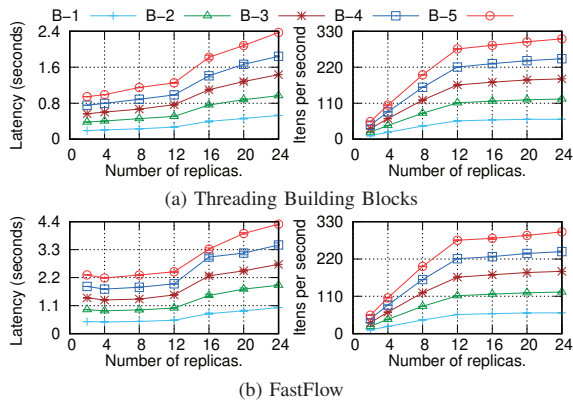 B-1 B-2 B-3 B-4 B-5
2.4
1.6
0.8
0
Latency (seconds)
0 4 8 12 16 20 24
Number of replicas.
330
220
110
0
Itens per second
0 4 8 12 16 20 24
Number of replicas.
(a) Threading Building Blocks
4.4
3.3
2.2
1.1
0
Latency (seconds)
0 4 8 12 16 20 24
Number of replicas.
330
220
110
0
Itens per second
0 4 8 12 16 20 24
Number of replicas.
(b) FastFlow